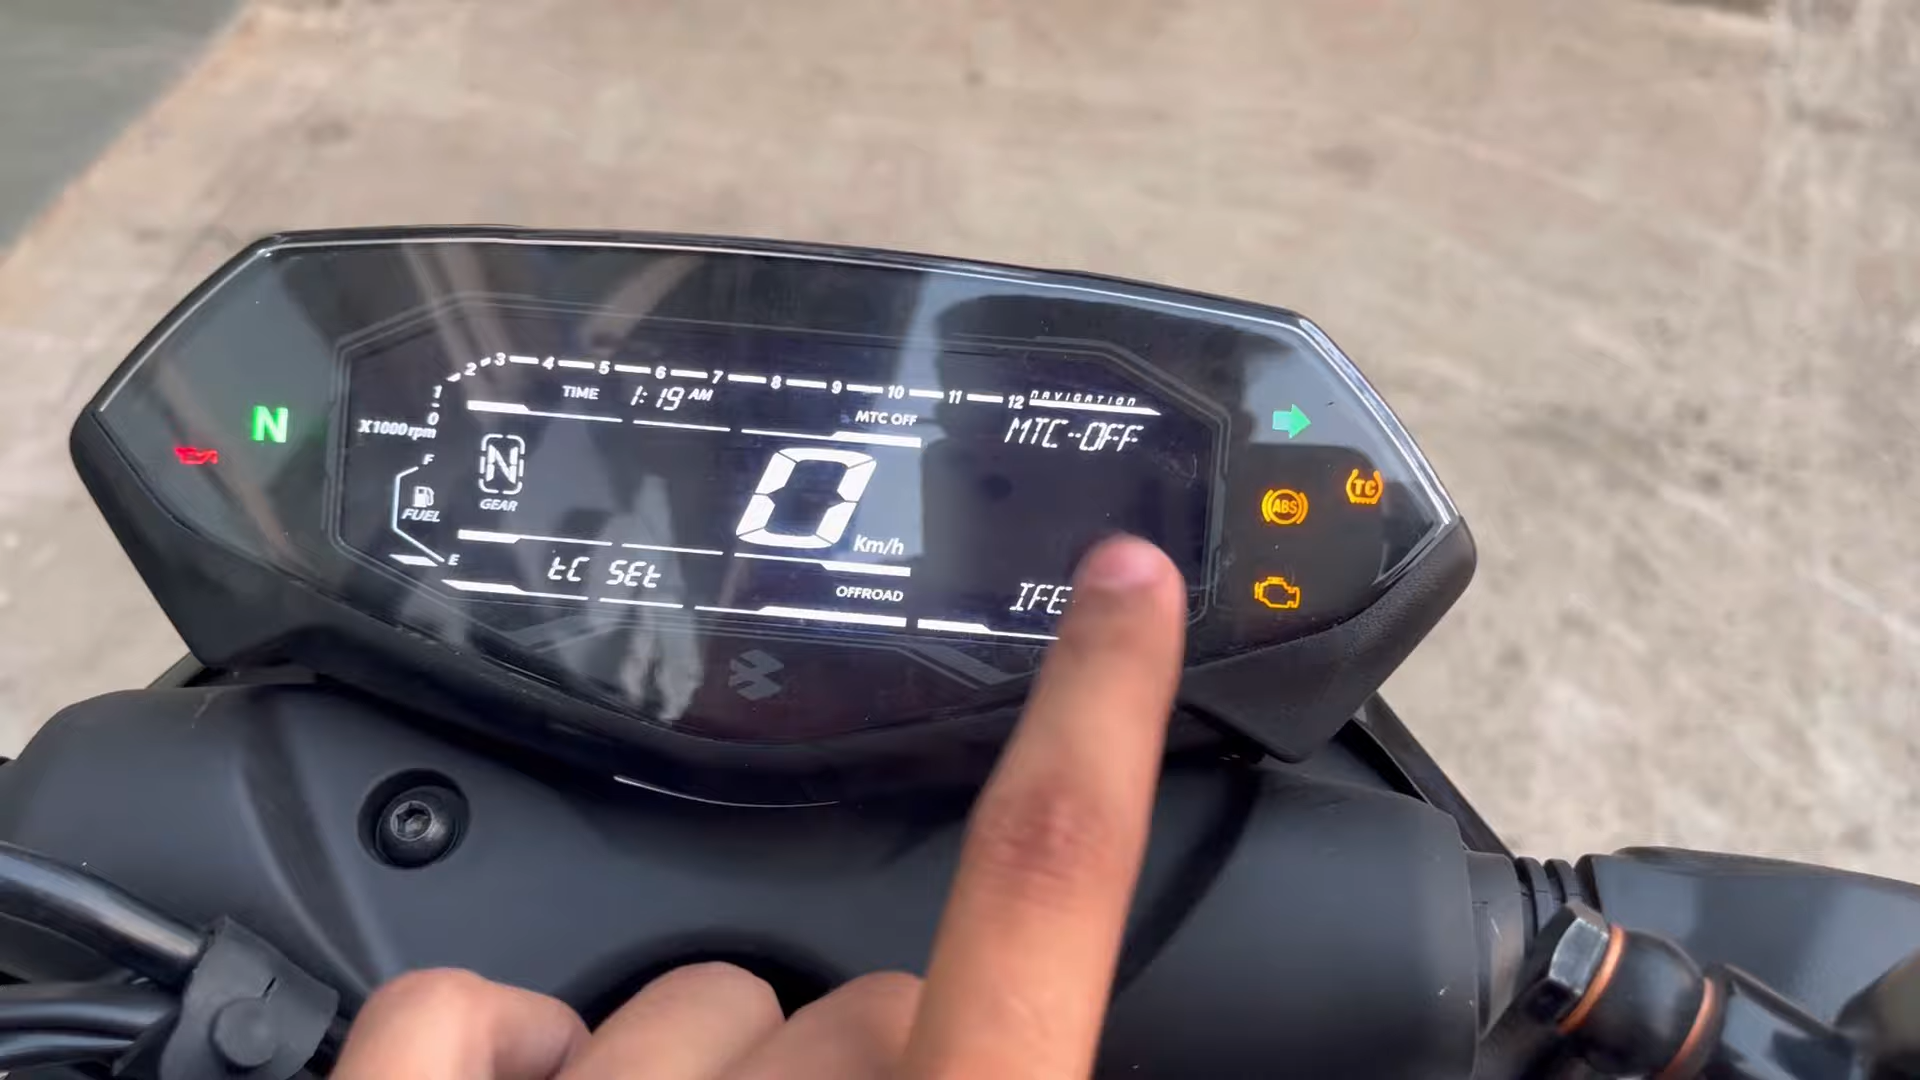 0 1 2 3 4 5 6 7 8 9 10 11 12
X1000 rpm
NAVIGATION
TIME 1:19 AM
MTC OFF
MTC-OFF
N
N
GEAR
0
Km/h
F
FUEL
E
tC SEt
OFFROAD
ABS
TC